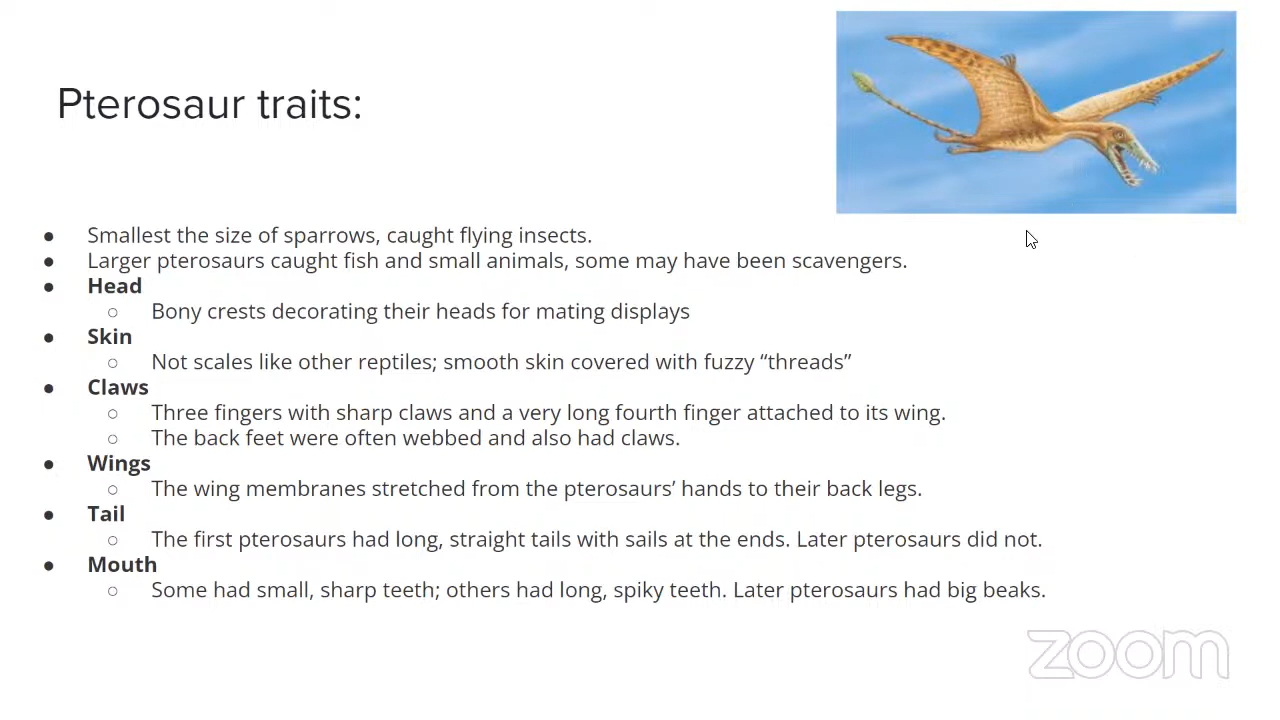 Pterosaur traits:
● Smallest the size of sparrows, caught flying insects.
● Larger pterosaurs caught fish and small animals, some may have been scavengers.
● Head
○ Bony crests decorating their heads for mating displays
● Skin
○ Not scales like other reptiles; smooth skin covered with fuzzy “threads”
● Claws
○ Three fingers with sharp claws and a very long fourth finger attached to its wing.
○ The back feet were often webbed and also had claws.
● Wings
○ The wing membranes stretched from the pterosaurs’ hands to their back legs.
● Tail
○ The first pterosaurs had long, straight tails with sails at the ends. Later pterosaurs did not.
● Mouth
○ Some had small, sharp teeth; others had long, spiky teeth. Later pterosaurs had big beaks.
zoom